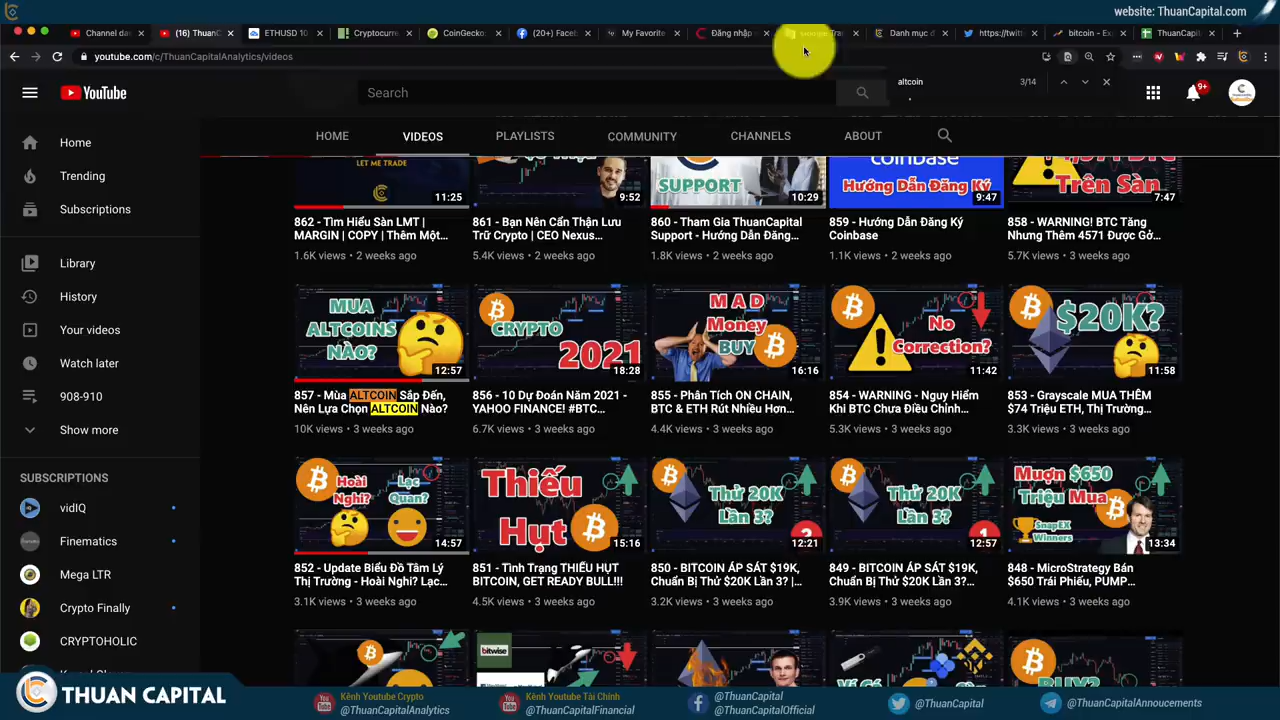 website: ThuanCapital.com
Channel da
(16) ThuanC
ETHUSD 10
Cryptocurre
CoinGecko:
(20+) Faceb
My Favorite
Đăng nhập
Danh mục đ
https://twitt
bitcoin - Exp
ThuanCapit
youtube.com/c/ThuanCapitalAnalytics/videos
altcoin
3/14
YouTube
Search
9+
HOME
VIDEOS
PLAYLISTS
COMMUNITY
CHANNELS
ABOUT
Home
Trending
Subscriptions
Library
History
Your videos
Watch later
908-910
Show more
SUBSCRIPTIONS
vidIQ
Finematics
Mega LTR
Crypto Finally
CRYPTOHOLIC
LET ME TRADE
11:25
862 - Tìm Hiểu Sàn LMT |
MARGIN | COPY | Thêm Một...
1.6K views • 2 weeks ago
9:52
861 - Bạn Nên Cẩn Thận Lưu
Trữ Crypto | CEO Nexus...
5.4K views • 2 weeks ago
SUPPORT
10:29
860 - Tham Gia ThuanCapital
Support - Hướng Dẫn Đăng...
1.8K views • 2 weeks ago
coinbase
Hướng Dẫn Đăng Ký
9:47
859 - Hướng Dẫn Đăng Ký
Coinbase
1.1K views • 2 weeks ago
Trên Sàn
7:47
858 - WARNING! BTC Tăng
Nhưng Thêm 4571 Được Gở...
5.7K views • 3 weeks ago
MUA
ALTCOINS
NÀO?
12:57
857 - Mùa ALTCOIN Sắp Đến,
Nên Lựa Chọn ALTCOIN Nào?
10K views • 3 weeks ago
CRYPTO
2021
18:28
856 - 10 Dự Đoán Năm 2021 -
YAHOO FINANCE! #BTC...
6.7K views • 3 weeks ago
MAD
Money
BUY
16:16
855 - Phân Tích ON CHAIN,
BTC & ETH Rút Nhiều Hơn...
4.4K views • 3 weeks ago
No
Correction?
11:42
854 - WARNING - Nguy Hiểm
Khi BTC Chưa Điều Chỉnh...
5.3K views • 3 weeks ago
$20K?
11:58
853 - Grayscale MUA THÊM
$74 Triệu ETH, Thị Trường...
3.3K views • 3 weeks ago
Hoài
Nghi?
Lạc
Quan?
14:57
852 - Update Biểu Đồ Tâm Lý
Thị Trường - Hoài Nghi? Lạc...
3.1K views • 3 weeks ago
Thiếu
Hụt
15:16
851 - Tình Trạng THIẾU HỤT
BITCOIN, GET READY BULL!!!
4.5K views • 3 weeks ago
Thử 20K
Lần 3?
2
12:21
850 - BITCOIN ÁP SÁT $19K,
Chuẩn Bị Thử $20K Lần 3? |...
3.2K views • 3 weeks ago
Thử 20K
Lần 3?
1
12:57
849 - BITCOIN ÁP SÁT $19K,
Chuẩn Bị Thử $20K Lần 3?...
3.9K views • 3 weeks ago
Mượn $650
Triệu Mua
SnapEX
Winners
13:34
848 - MicroStrategy Bán
$650 Trái Phiếu, PUMP...
4.1K views • 3 weeks ago
bitwise
THUAN CAPITAL
Kênh Youtube Crypto
@ThuanCapitalAnalytics
Kênh Youtube Tài Chính
@ThuanCapitalFinancial
@ThuanCapital
@ThuanCapitalOfficial
@ThuanCapital
@ThuanCapitalAnnoucements